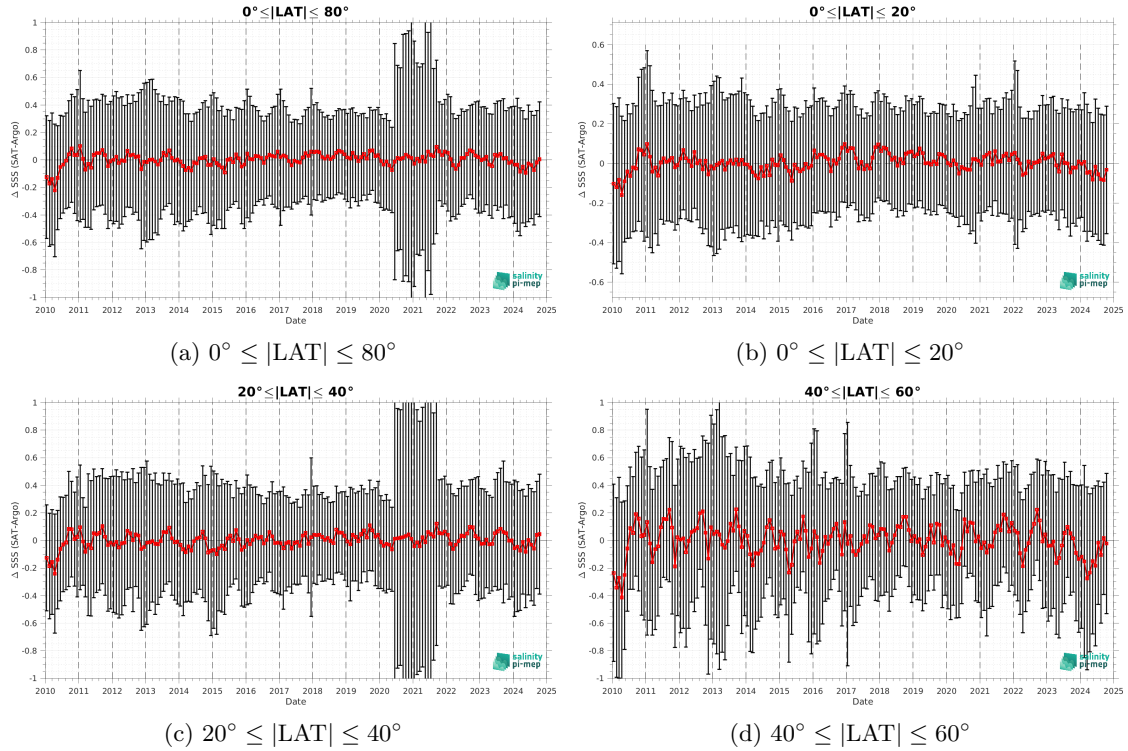 0°≤|LAT|≤ 80°
Δ SSS (SAT-Argo)
1
0.8
0.6
0.4
0.2
0
-0.2
-0.4
-0.6
-0.8
-1
salinity
pi-mep
2010 2011 2012 2013 2014 2015 2016 2017 2018 2019 2020 2021 2022 2023 2024 2025
Date
(a) 0° ≤ |LAT| ≤ 80°
0°≤|LAT|≤ 20°
Δ SSS (SAT-Argo)
0.6
0.4
0.2
0
-0.2
-0.4
-0.6
salinity
pi-mep
2010 2011 2012 2013 2014 2015 2016 2017 2018 2019 2020 2021 2022 2023 2024 2025
Date
(b) 0° ≤ |LAT| ≤ 20°
20°≤|LAT|≤ 40°
Δ SSS (SAT-Argo)
1
0.8
0.6
0.4
0.2
0
-0.2
-0.4
-0.6
-0.8
-1
salinity
pi-mep
2010 2011 2012 2013 2014 2015 2016 2017 2018 2019 2020 2021 2022 2023 2024 2025
Date
(c) 20° ≤ |LAT| ≤ 40°
40°≤|LAT|≤ 60°
Δ SSS (SAT-Argo)
1
0.8
0.6
0.4
0.2
0
-0.2
-0.4
-0.6
-0.8
-1
salinity
pi-mep
2010 2011 2012 2013 2014 2015 2016 2017 2018 2019 2020 2021 2022 2023 2024 2025
Date
(d) 40° ≤ |LAT| ≤ 60°